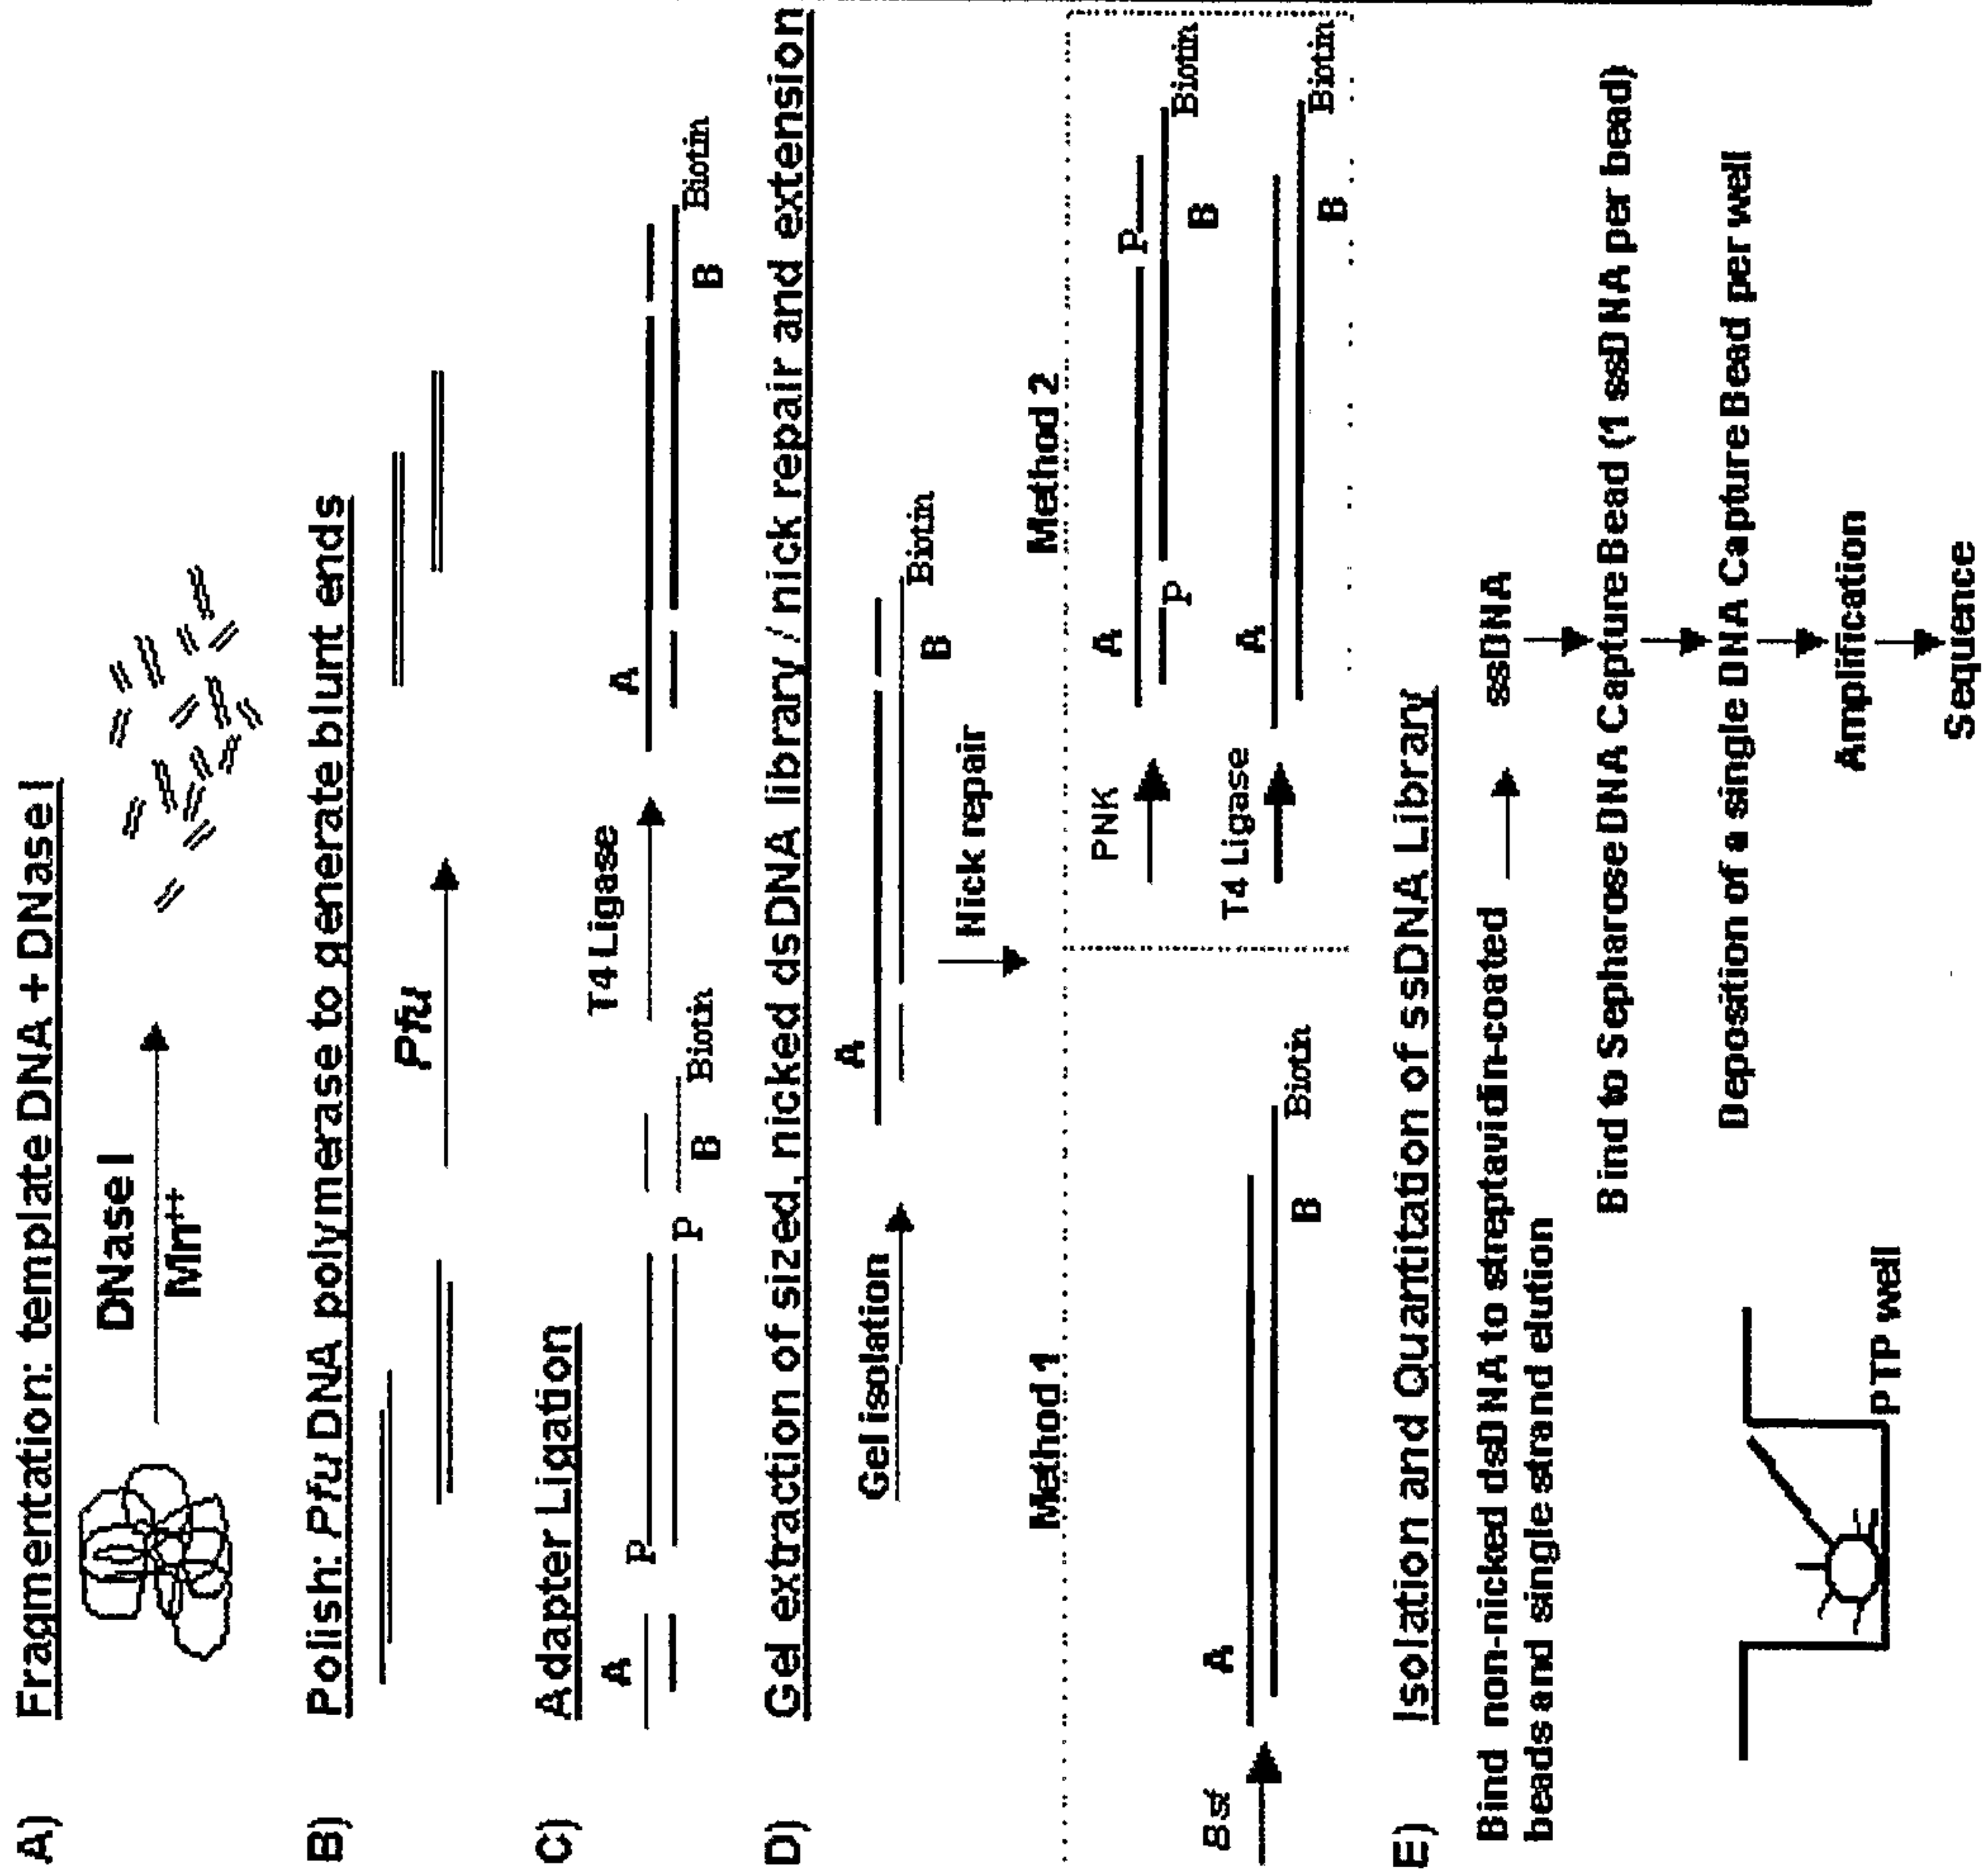 A) Fragmentation: template DNA + DNase I
DNase I
Mn++
B) Polish: Pfu DNA polymerase to generate blunt ends
Pfu
C) Adapter Ligation
A P P B Biotin
T4 Ligase
A B Biotin
D) Gel extraction of sized, nicked dsDNA library / nick repair and extension
Gel isolation
A B Biotin
Nick repair
Method 1
Bst
A B Biotin
Method 2
PNK
A P P B Biotin
T4 Ligase
A B Biotin
E) Isolation and Quantitation of ssDNA Library
Bind non-nicked dsDNA to streptavidin-coated
beads and single strand elution
ssDNA
Bind to Sepharose DNA Capture Bead (1 ssDNA per bead)
Deposition of a single DNA Capture Bead per well
Amplification
Sequence
PTP well